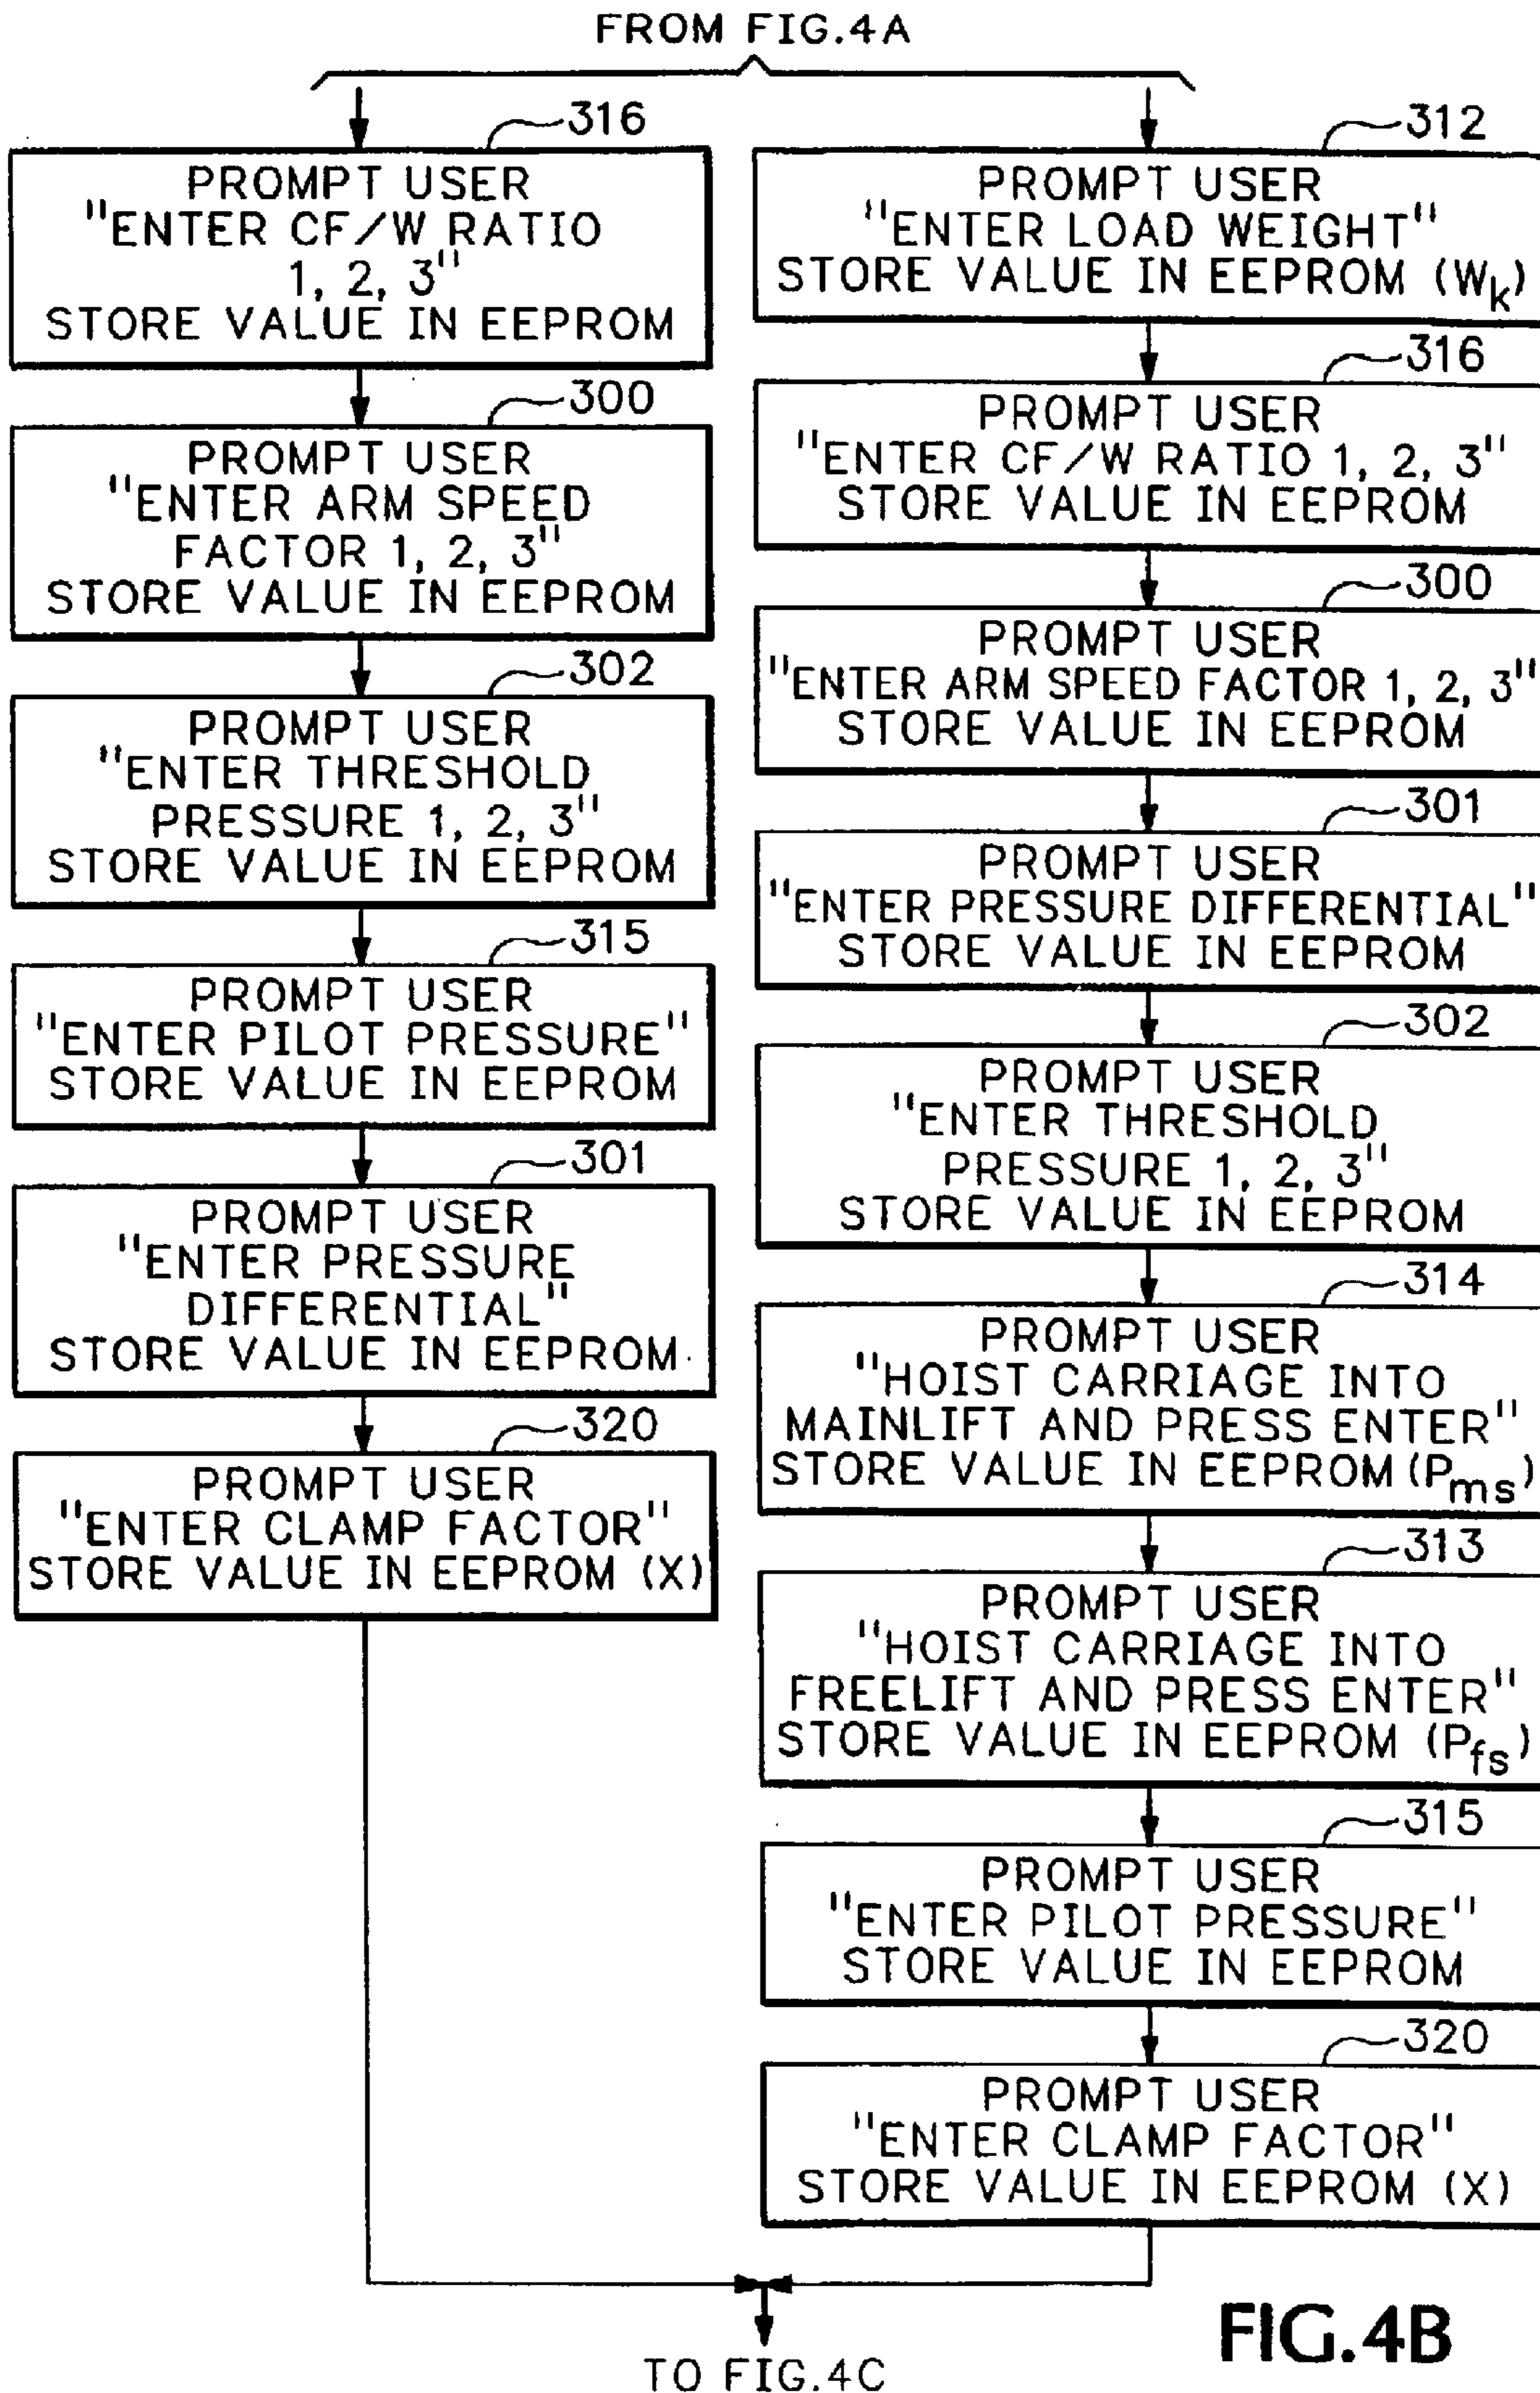 FROM FIG.4A
316
PROMPT USER
"ENTER CF/W RATIO
1, 2, 3"
STORE VALUE IN EEPROM
300
PROMPT USER
"ENTER ARM SPEED
FACTOR 1, 2, 3"
STORE VALUE IN EEPROM
302
PROMPT USER
"ENTER THRESHOLD
PRESSURE 1, 2, 3"
STORE VALUE IN EEPROM
315
PROMPT USER
"ENTER PILOT PRESSURE"
STORE VALUE IN EEPROM
301
PROMPT USER
"ENTER PRESSURE
DIFFERENTIAL"
STORE VALUE IN EEPROM
320
PROMPT USER
"ENTER CLAMP FACTOR"
STORE VALUE IN EEPROM (X)
312
PROMPT USER
"ENTER LOAD WEIGHT"
STORE VALUE IN EEPROM (Wk)
316
PROMPT USER
"ENTER CF/W RATIO 1, 2, 3"
STORE VALUE IN EEPROM
300
PROMPT USER
"ENTER ARM SPEED FACTOR 1, 2, 3"
STORE VALUE IN EEPROM
301
PROMPT USER
"ENTER PRESSURE DIFFERENTIAL"
STORE VALUE IN EEPROM
302
PROMPT USER
"ENTER THRESHOLD
PRESSURE 1, 2, 3"
STORE VALUE IN EEPROM
314
PROMPT USER
"HOIST CARRIAGE INTO
MAINLIFT AND PRESS ENTER"
STORE VALUE IN EEPROM (Pms)
313
PROMPT USER
"HOIST CARRIAGE INTO
FREELIFT AND PRESS ENTER"
STORE VALUE IN EEPROM (Pfs)
315
PROMPT USER
"ENTER PILOT PRESSURE"
STORE VALUE IN EEPROM
320
PROMPT USER
"ENTER CLAMP FACTOR"
STORE VALUE IN EEPROM (X)
TO FIG.4C
FIG.4B